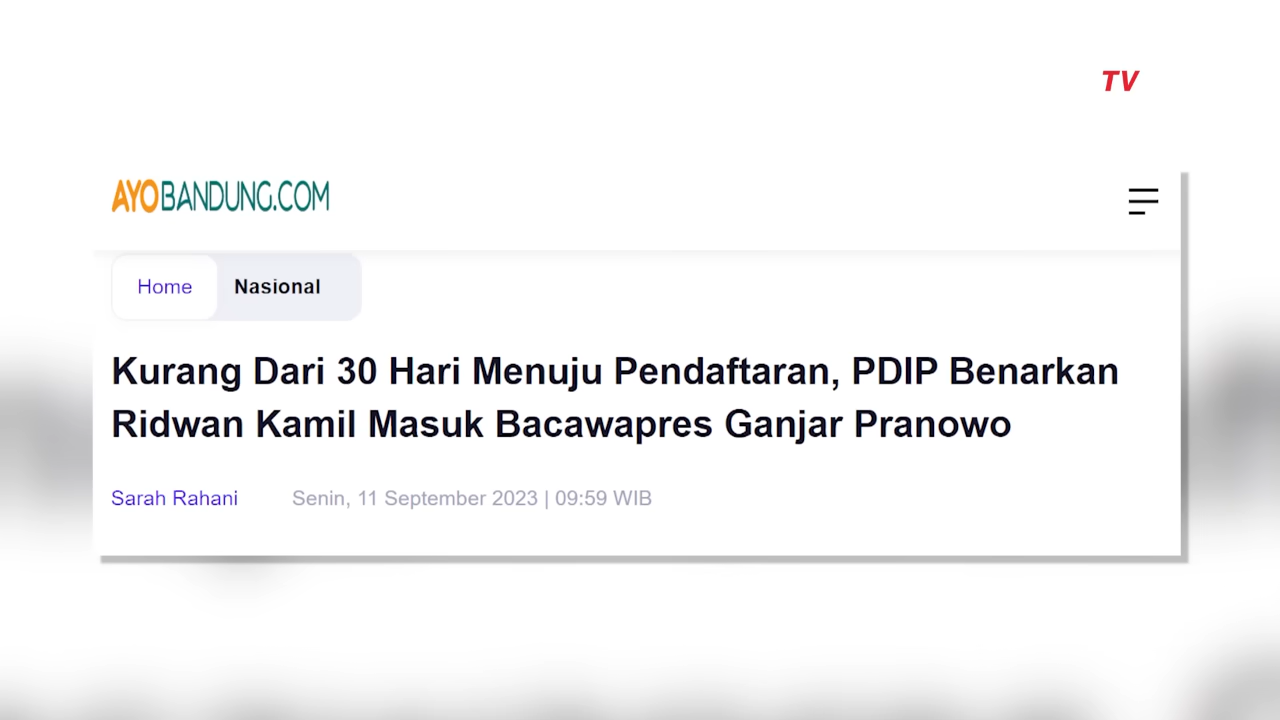 TV
AYOBANDUNG.COM
Home Nasional
Kurang Dari 30 Hari Menuju Pendaftaran, PDIP Benarkan
Ridwan Kamil Masuk Bacawapres Ganjar Pranowo
Sarah Rahani Senin, 11 September 2023 | 09:59 WIB